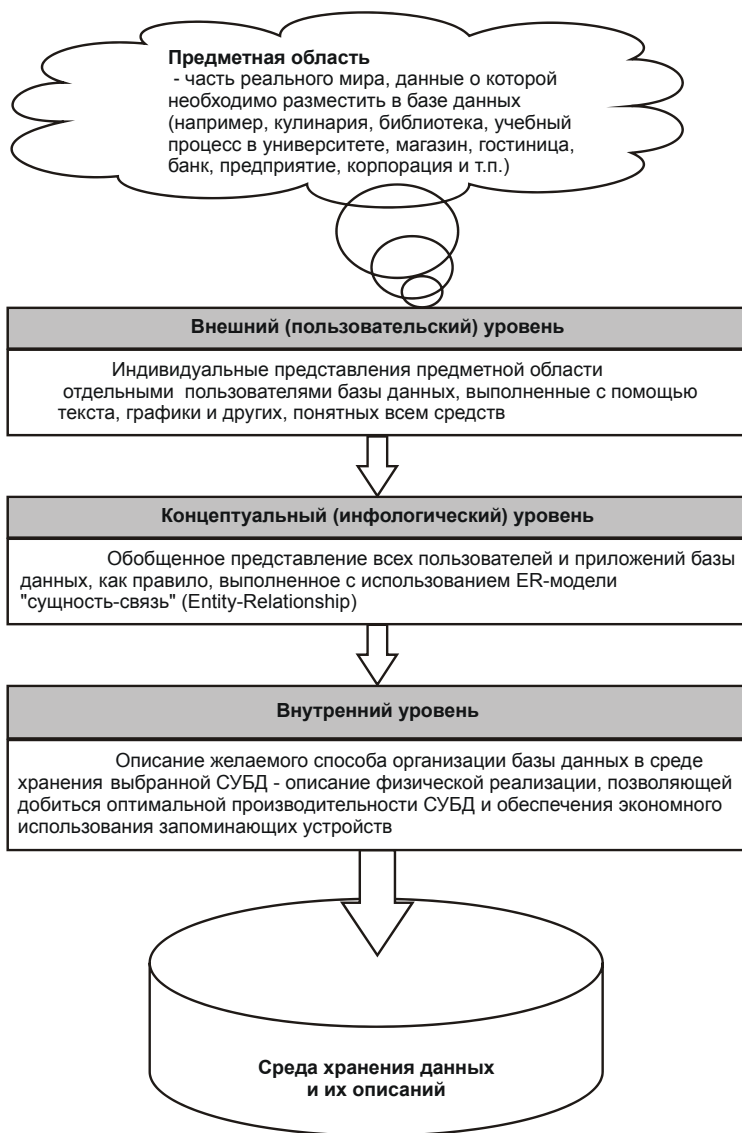 Предметная область
- часть реального мира, данные о которой
необходимо разместить в базе данных
(например, кулинария, библиотека, учебный
процесс в университете, магазин, гостиница,
банк, предприятие, корпорация и т.п.)
Внешний (пользовательский) уровень
Индивидуальные представления предметной области
отдельными пользователями базы данных, выполненные с помощью
текста, графики и других, понятных всем средств
Концептуальный (инфологический) уровень
Обобщенное представление всех пользователей и приложений базы
данных, как правило, выполненное с использованием ER-модели
"сущность-связь" (Entity-Relationship)
Внутренний уровень
Описание желаемого способа организации базы данных в среде
хранения выбранной СУБД - описание физической реализации, позволяющей
добиться оптимальной производительности СУБД и обеспечения экономного
использования запоминающих устройств
Среда хранения данных
и их описаний